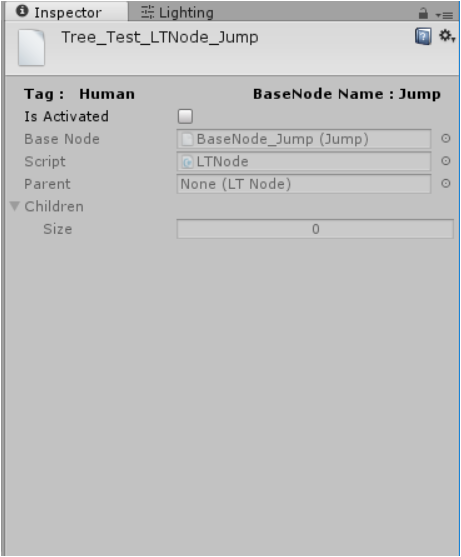 Inspector Lighting
Tree_Test_LTNode_Jump
Tag : Human BaseNode Name : Jump
Is Activated
Base Node BaseNode_Jump (Jump)
Script LTNode
Parent None (LT Node)
Children
Size 0